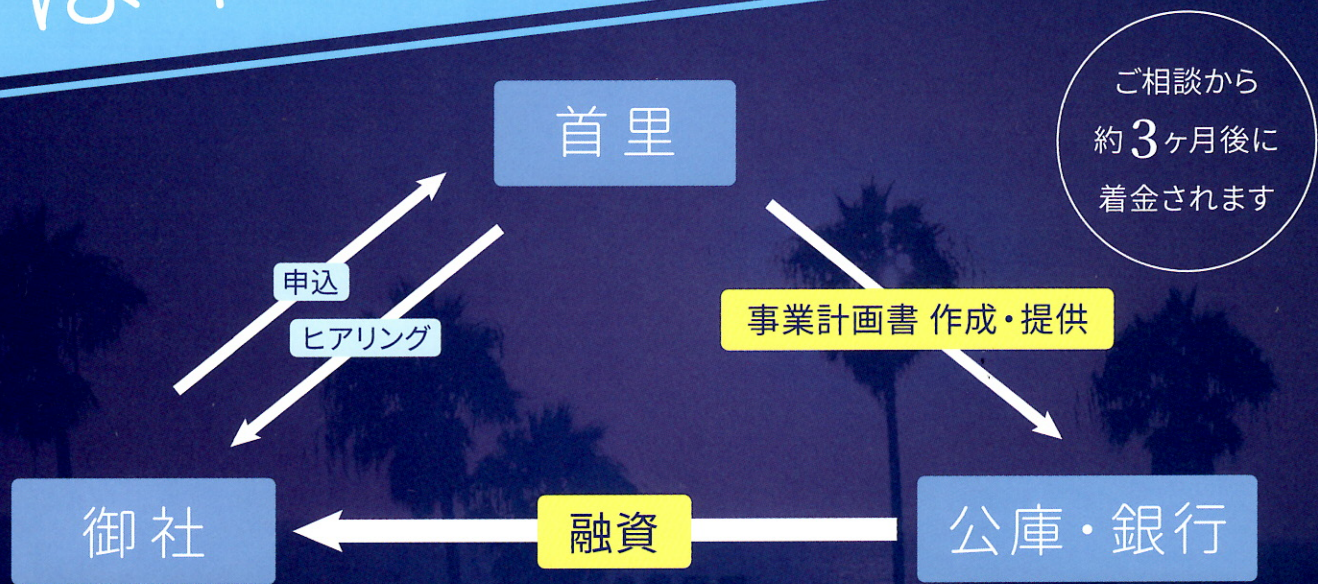 首里
ご相談から
約3ヶ月後に
着金されます
申込
ヒアリング
事業計画書 作成・提供
御社
融資
公庫・銀行